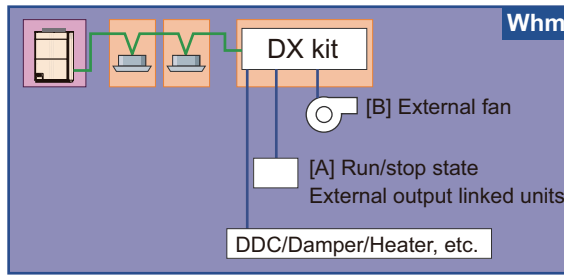 Whm
DX kit
[B] External fan
[A] Run/stop state
External output linked units
DDC/Damper/Heater, etc.